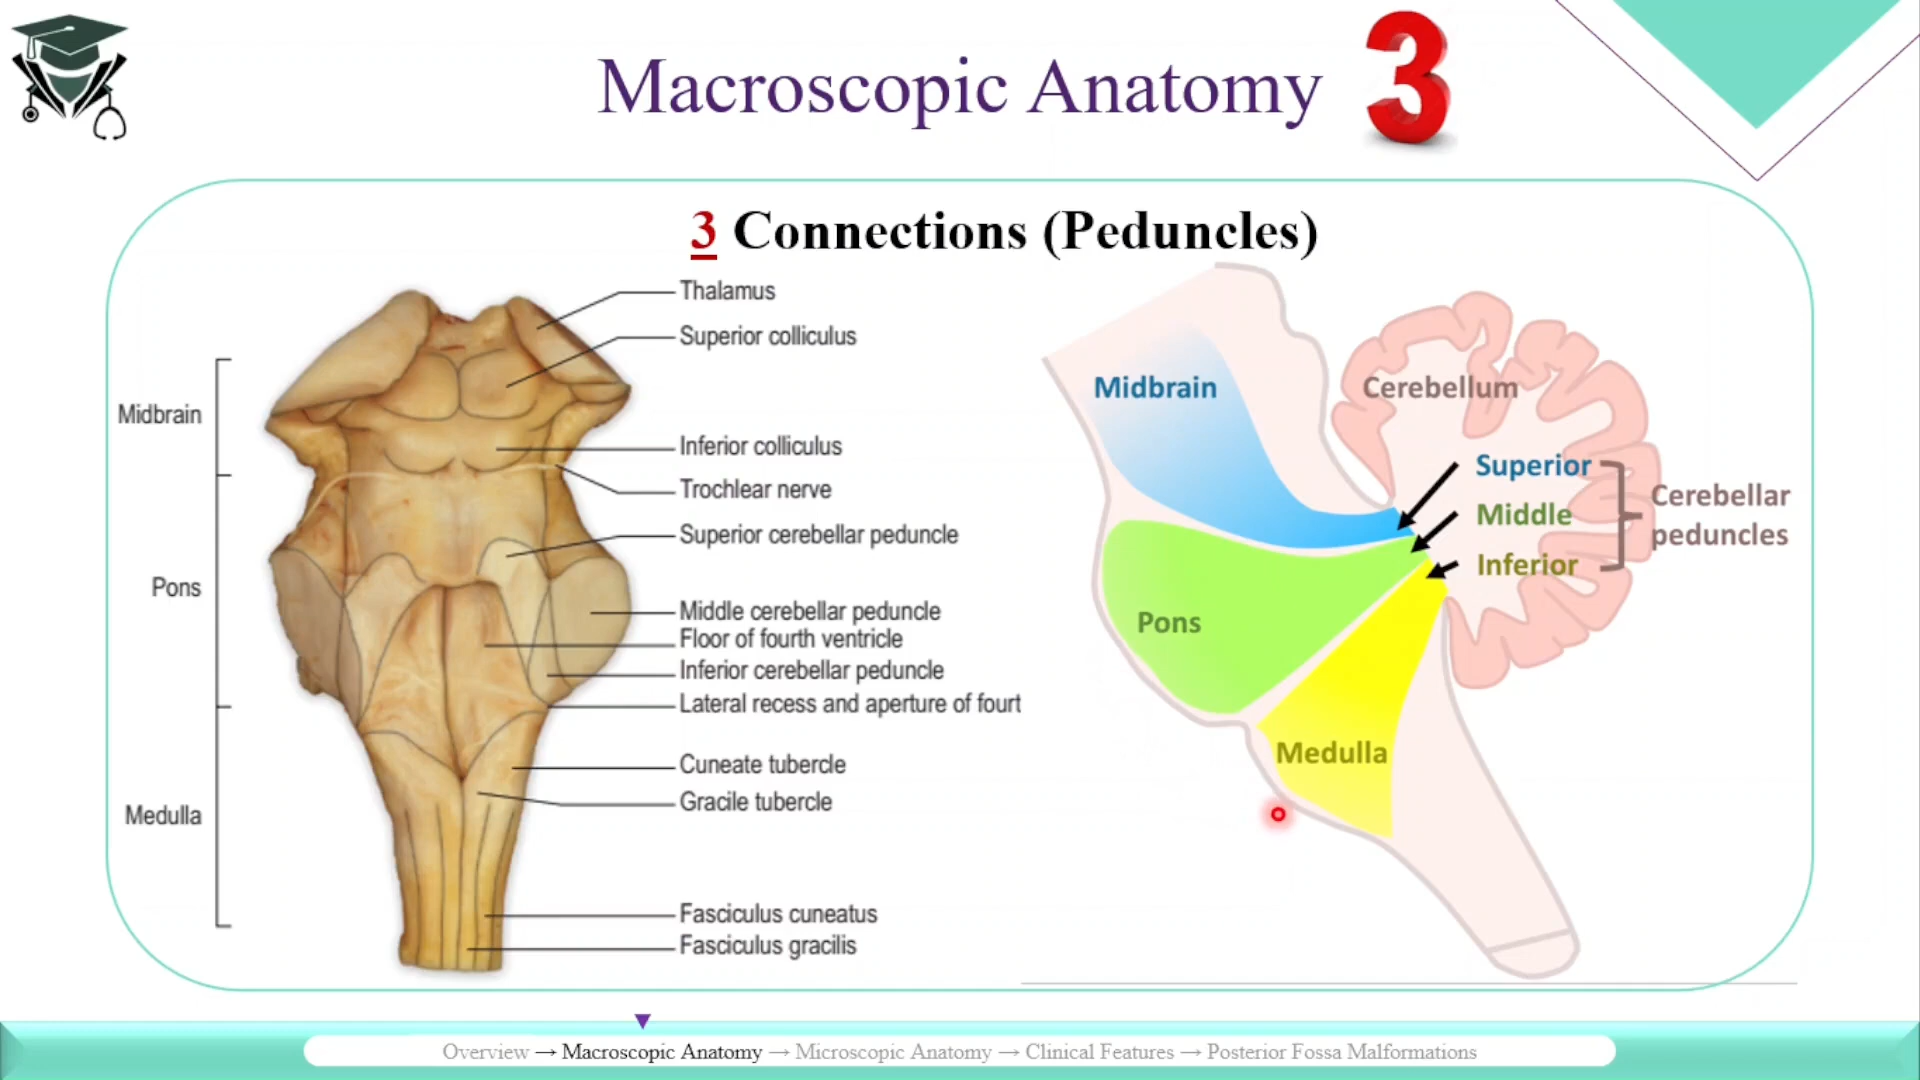 Macroscopic Anatomy 3
3 Connections (Peduncles)
Thalamus
Superior colliculus
Midbrain
Inferior colliculus
Trochlear nerve
Superior cerebellar peduncle
Pons
Middle cerebellar peduncle
Floor of fourth ventricle
Inferior cerebellar peduncle
Lateral recess and aperture of fourt
Cuneate tubercle
Gracile tubercle
Medulla
Fasciculus cuneatus
Fasciculus gracilis
Midbrain
Cerebellum
Superior
Middle
Inferior
Cerebellar
peduncles
Pons
Medulla
Overview → Macroscopic Anatomy → Microscopic Anatomy → Clinical Features → Posterior Fossa Malformations